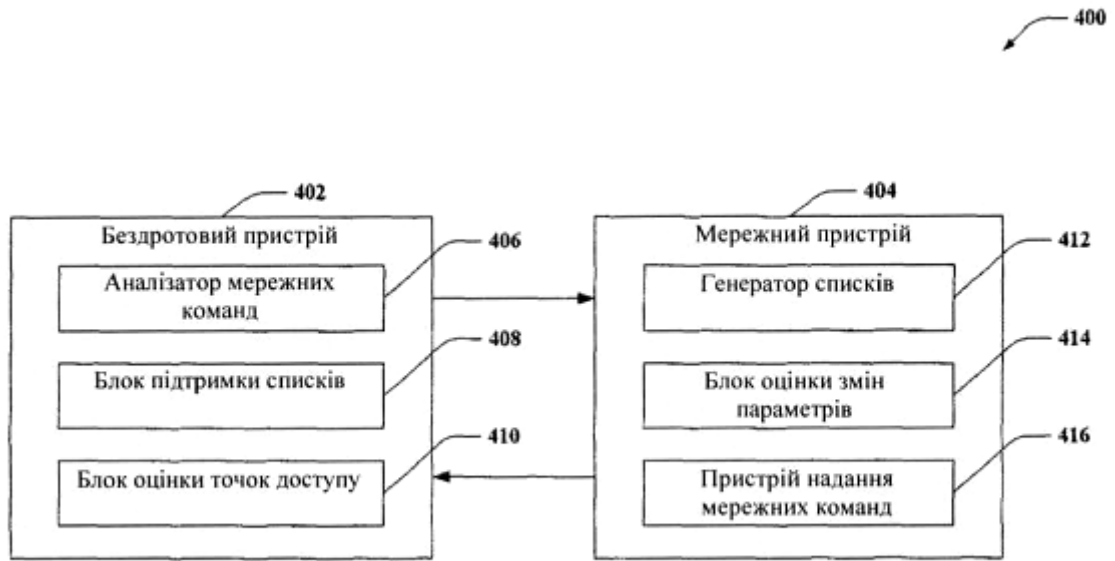 400
402
404
Бездротовий пристрій
Мережний пристрій
406
412
Аналізатор мережних
команд
Генератор списків
408
414
Блок підтримки списків
Блок оцінки змін
параметрів
410
416
Блок оцінки точок доступу
Пристрій надання
мережних команд